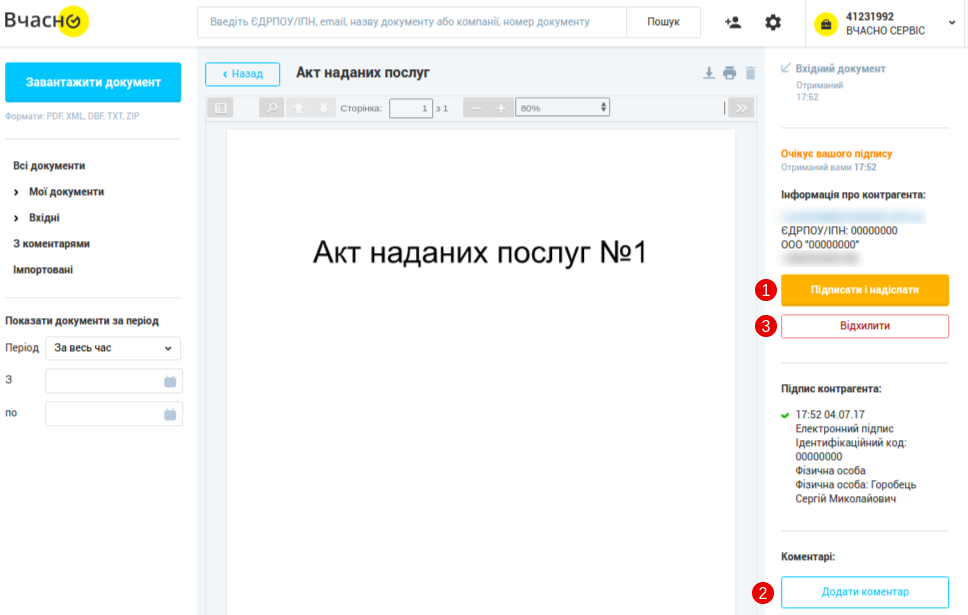 Вчасно
Введіть ЄДРПОУ/ІПН, email, назву документу або компанії, номер документу
Пошук
41231992
ВЧАСНО СЕРВІС
Завантажити документ
Формати: PDF, XML, DBF, TXT, ZIP
Всі документи
Мої документи
Вхідні
З коментарями
Імпортовані
Показати документи за період
Період
За весь час
З
по
‹ Назад
Акт наданих послуг
Сторінка:
1
з 1
80%
Акт наданих послуг №1
Вхідний документ
Отриманий
17:52
Очікує вашого підпису
Отриманий вами 17:52
Інформація про контрагента:
ЄДРПОУ/ІПН: 00000000
ООО "00000000"
1
Підписати і надіслати
3
Відхилити
Підпис контрагента:
17:52 04.07.17
Електронний підпис
Ідентифікаційний код:
00000000
Фізична особа
Фізична особа: Горобець
Сергій Миколайович
Коментарі:
2
Додати коментар